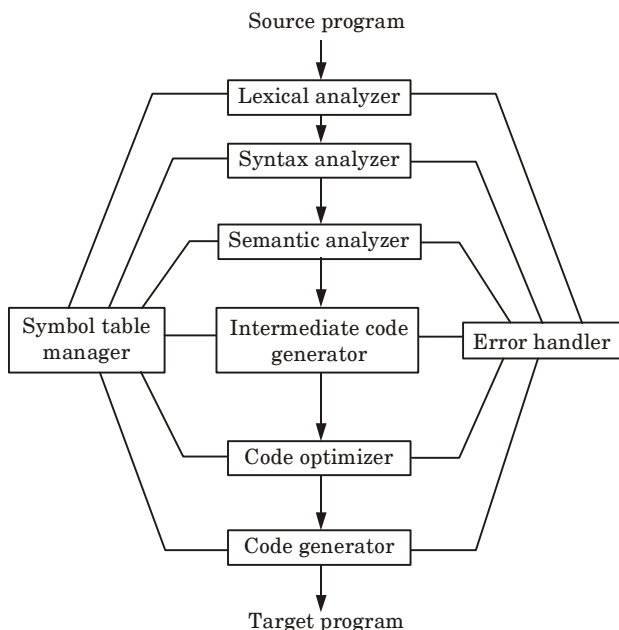 Source program
Lexical analyzer
Syntax analyzer
Semantic analyzer
Symbol table
manager
Intermediate code
generator
Error handler
Code optimizer
Code generator
Target program